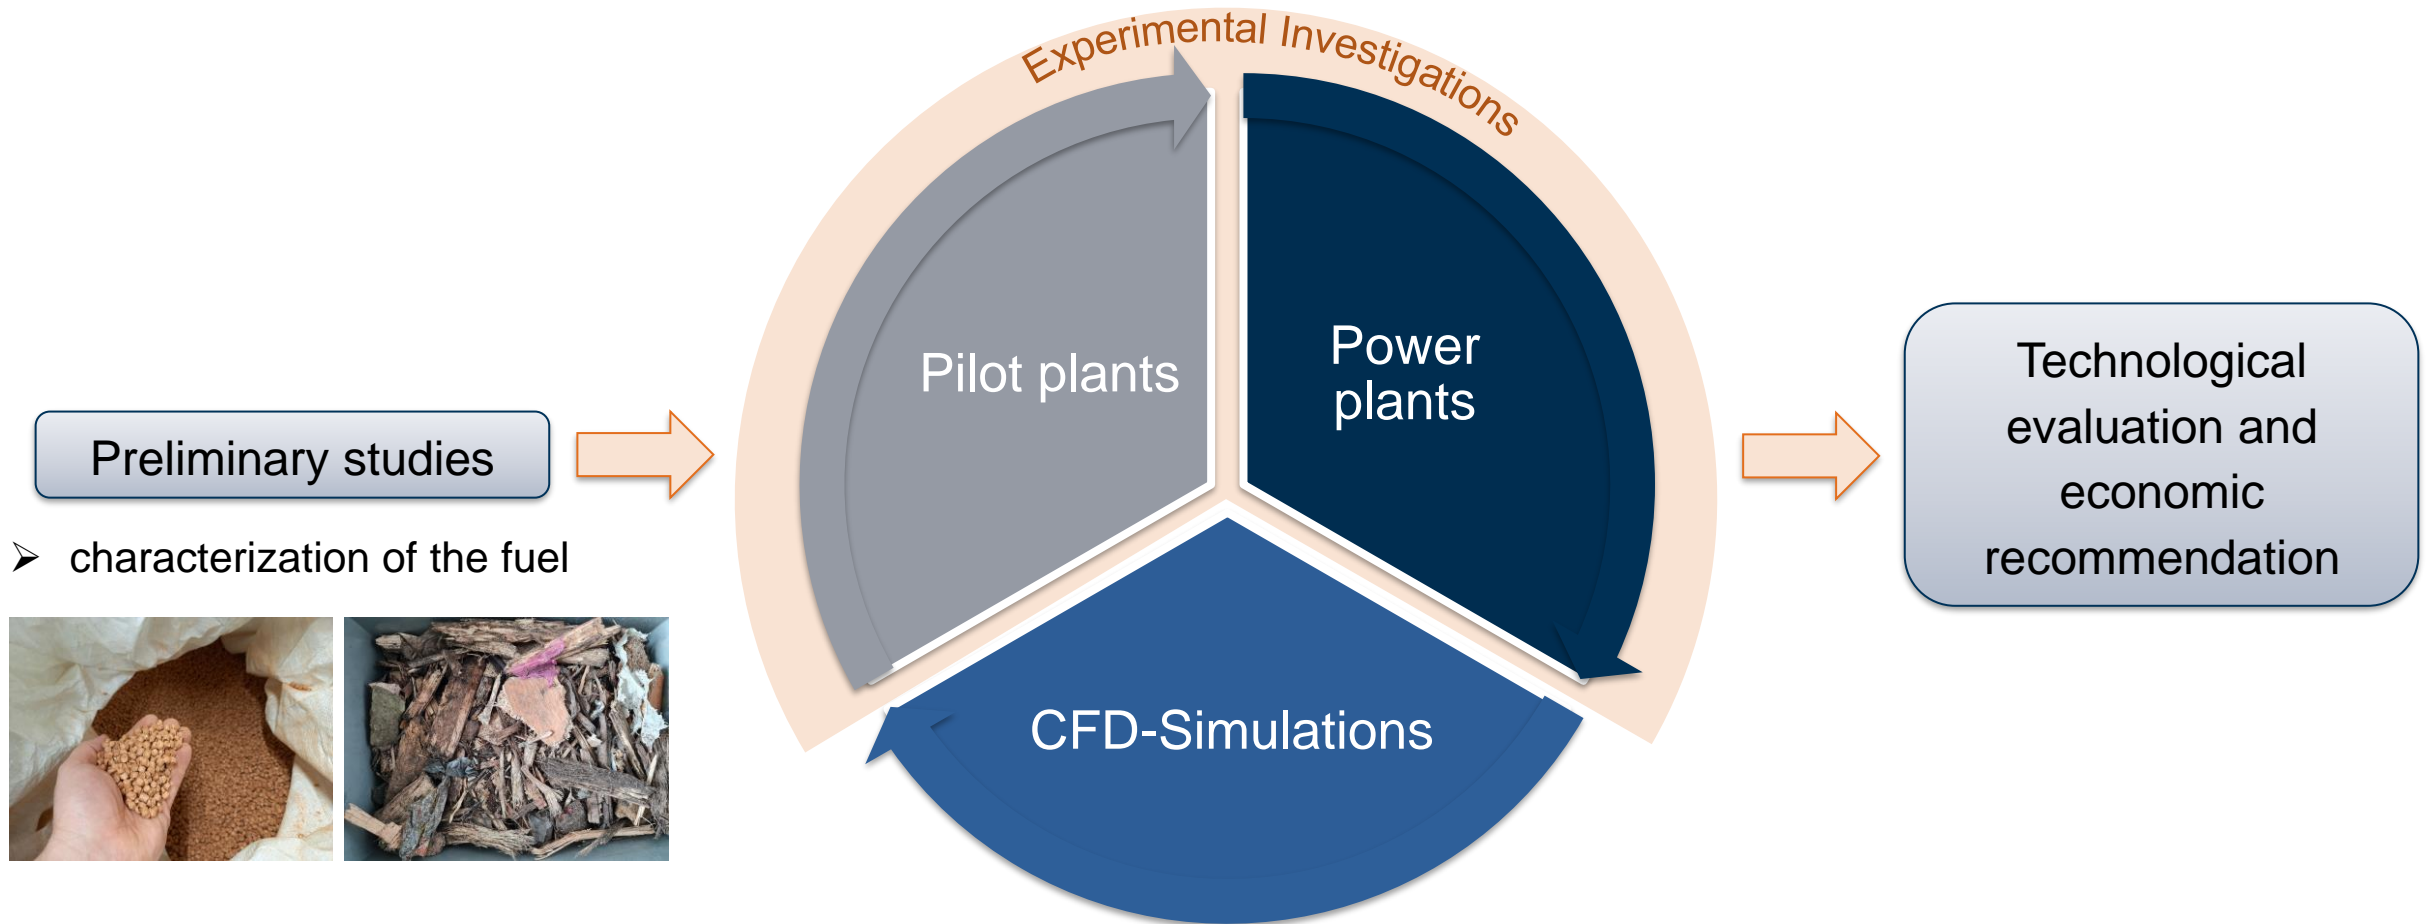 Experimental Investigations
Pilot plants
Power
plants
CFD-Simulations
Preliminary studies
➢ characterization of the fuel
Technological
evaluation and
economic
recommendation